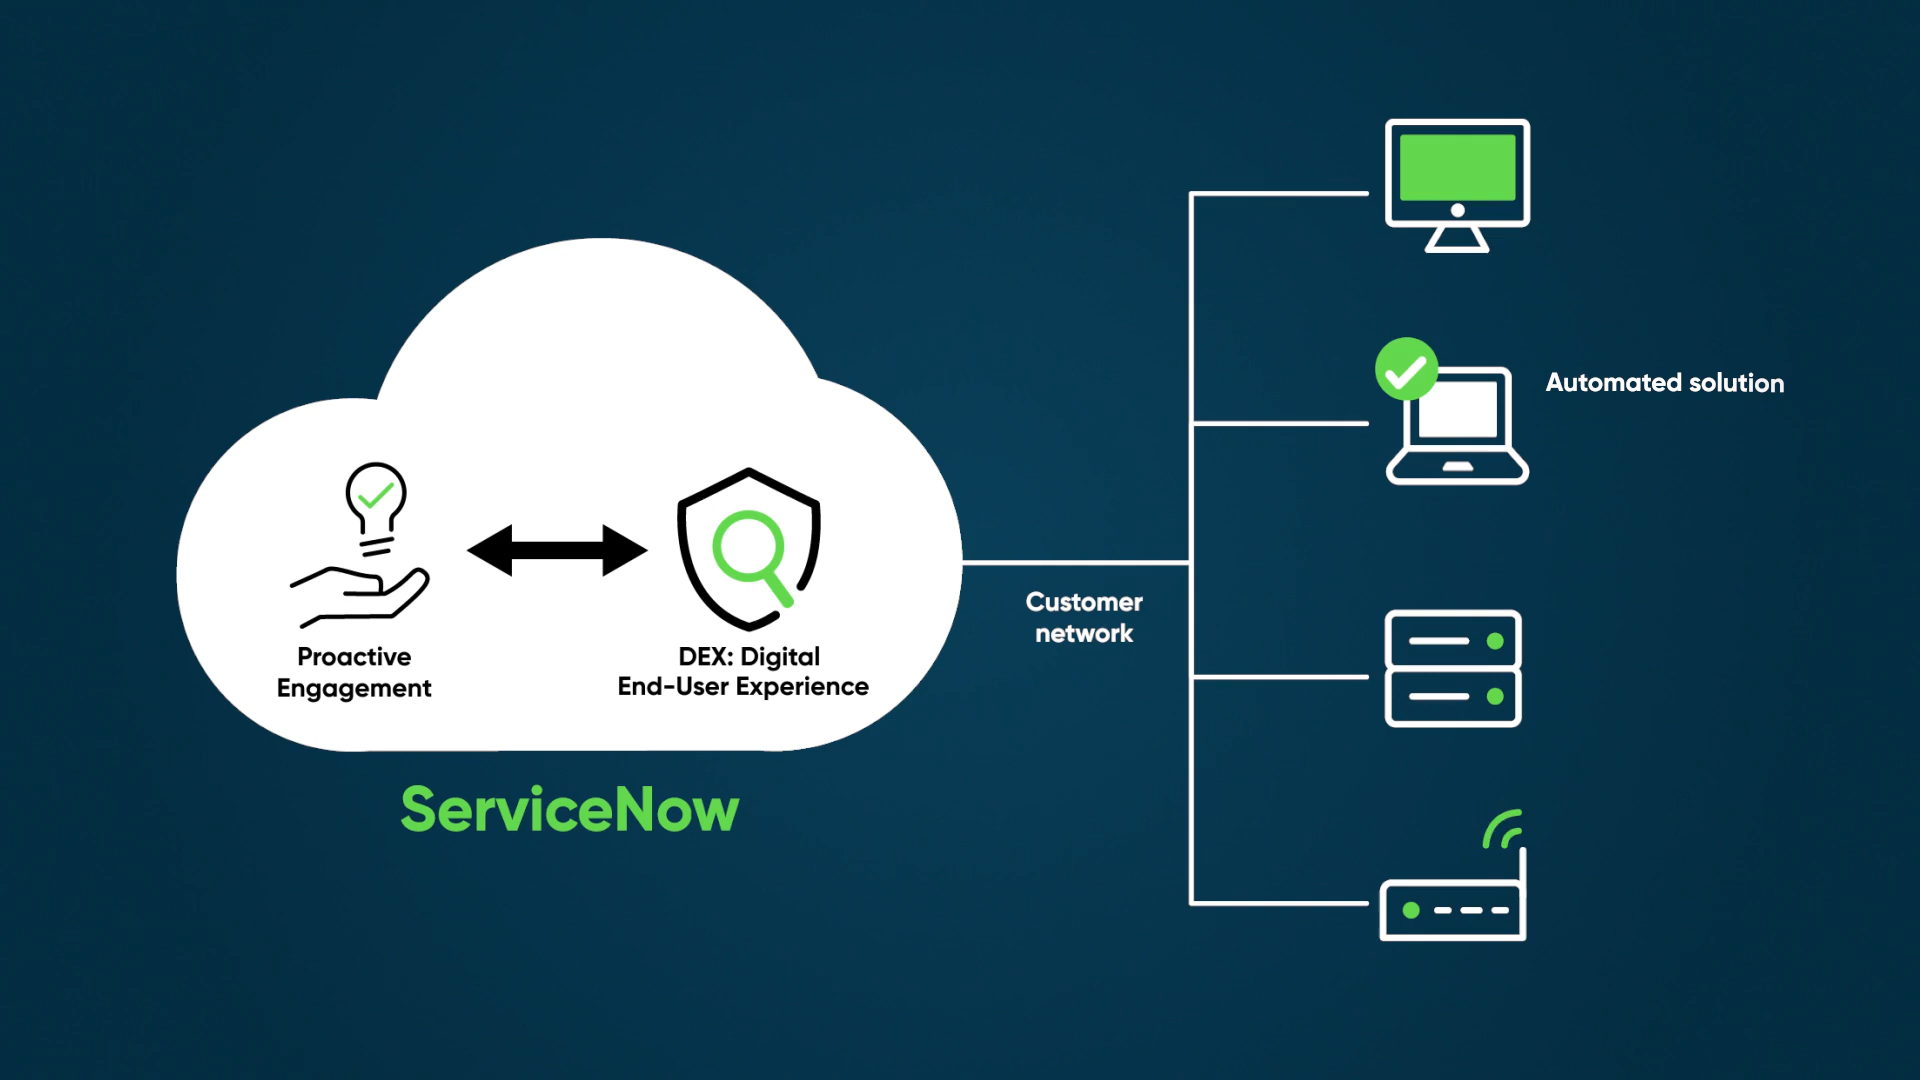 Automated solution
Customer
network
Proactive
Engagement
DEX: Digital
End-User Experience
ServiceNow